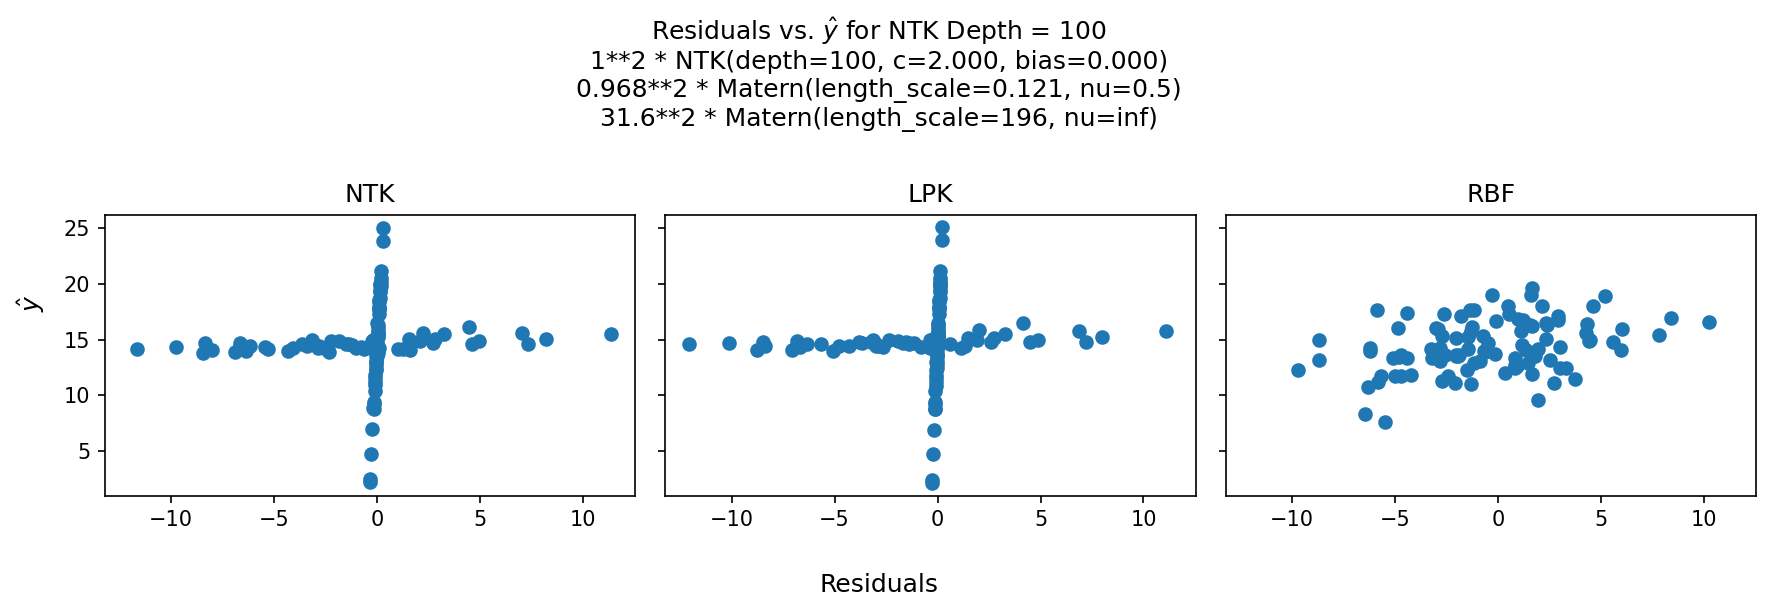 Residuals vs. ŷ for NTK Depth = 100
1**2 * NTK(depth=100, c=2.000, bias=0.000)
0.968**2 * Matern(length_scale=0.121, nu=0.5)
31.6**2 * Matern(length_scale=196, nu=inf)
NTK LPK RBF
25
20
15
10
5
ŷ
−10 −5 0 5 10 −10 −5 0 5 10 −10 −5 0 5 10
Residuals